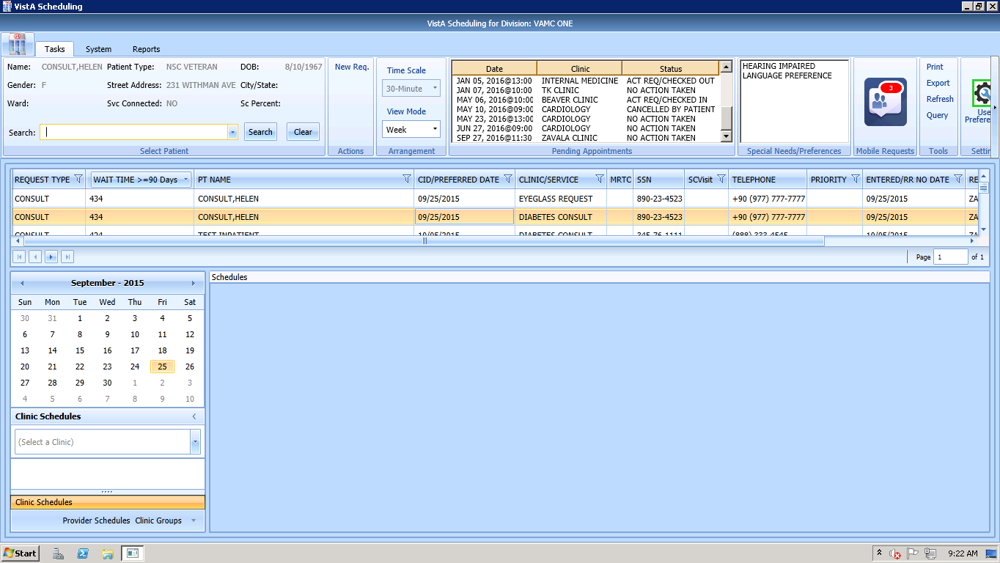 VistA Scheduling
VistA Scheduling for Division: VAMC ONE
Tasks System Reports
Name: CONSULT,HELEN Patient Type: NSC VETERAN DOB: 8/10/1967
Gender: F Street Address: 231 WITHMAN AVE City/State:
Ward: Svc Connected: NO Sc Percent:
Search: Search Clear
Select Patient
New Req.
Actions
Time Scale
30-Minute
View Mode
Week
Arrangement
Date Clinic Status
JAN 05, 2016@13:00 INTERNAL MEDICINE ACT REQ/CHECKED OUT
JAN 07, 2016@10:00 TK CLINIC NO ACTION TAKEN
MAY 06, 2016@10:00 BEAVER CLINIC ACT REQ/CHECKED IN
MAY 10, 2016@09:00 CARDIOLOGY CANCELLED BY PATIENT
MAY 23, 2016@13:00 CARDIOLOGY NO ACTION TAKEN
JUN 27, 2016@09:00 CARDIOLOGY NO ACTION TAKEN
SEP 27, 2016@11:30 ZAVALA CLINIC NO ACTION TAKEN
Pending Appointments
HEARING IMPAIRED
LANGUAGE PREFERENCE
Special Needs/Preferences
3
Mobile Requests
Print
Export
Refresh
Query
Tools
Use
Prefere
Settin
REQUEST TYPE WAIT TIME >=90 Days PT NAME CID/PREFERRED DATE CLINIC/SERVICE MRTC SSN SCVisit TELEPHONE PRIORITY ENTERED/RR NO DATE RE
CONSULT 434 CONSULT,HELEN 09/25/2015 EYEGLASS REQUEST 890-23-4523 +90 (977) 777-7777 09/25/2015 ZA
CONSULT 434 CONSULT,HELEN 09/25/2015 DIABETES CONSULT 890-23-4523 +90 (977) 777-7777 09/25/2015 ZA
CONSULT 424 TEST,INPATIENT 10/05/2015 DIABETES CONSULT 345-76-1111 (888) 333-4545 10/05/2015 ZA
Page 1 of 1
September - 2015
Sun Mon Tue Wed Thu Fri Sat
30 31 1 2 3 4 5
6 7 8 9 10 11 12
13 14 15 16 17 18 19
20 21 22 23 24 25 26
27 28 29 30 1 2 3
4 5 6 7 8 9 10
Clinic Schedules
(Select a Clinic)
Clinic Schedules
Provider Schedules Clinic Groups
Schedules
Start
9:22 AM